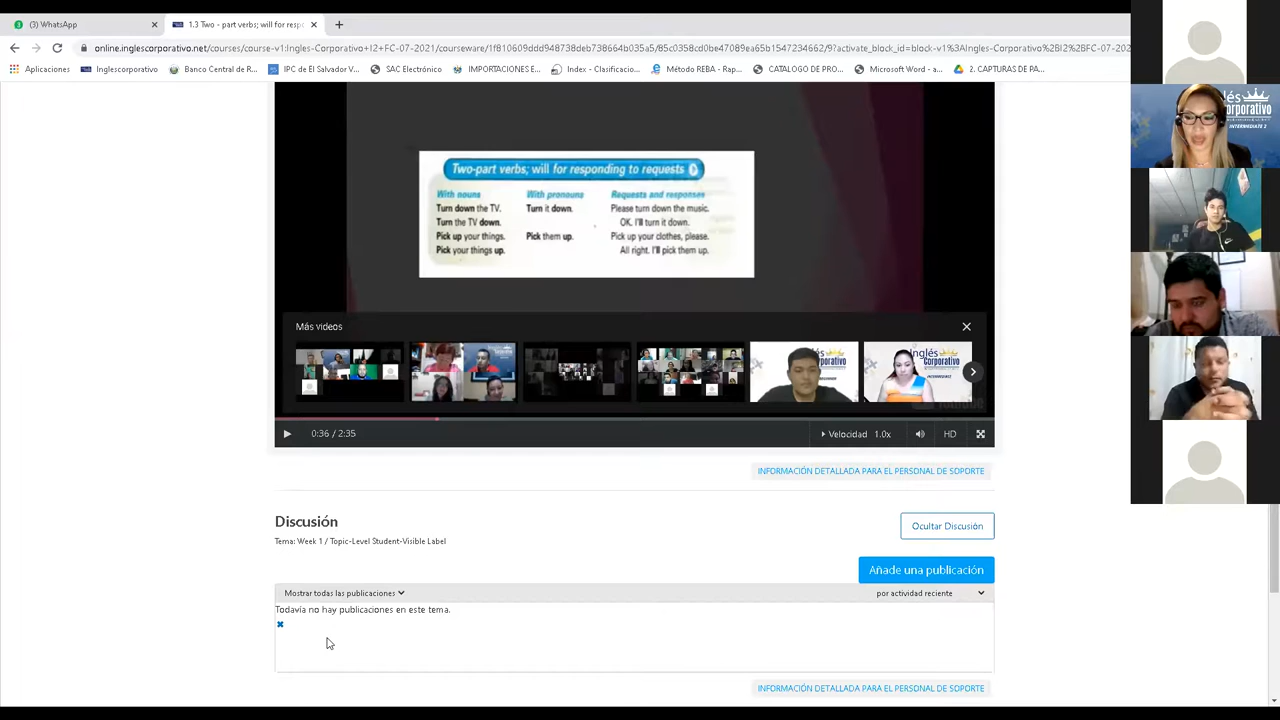 (3) WhatsApp
1.3 Two - part verbs; will for resp
online.inglescorporativo.net/courses/course-v1:Ingles-Corporativo+I2+FC-07-2021/courseware/1f810609ddd948738deb738664b035a5/85c0358cd0be47089ea65b1547234662/9?activate_block_id=block-v1%3AIngles-Corporativo%2BI2%2BFC-07-202
Aplicaciones
Inglescorporativo
Banco Central de R...
IPC de El Salvador V...
SAC Electrónico
IMPORTACIONES E...
Index - Clasificacio...
Método REBA - Rap...
CATALOGO DE PRO...
Microsoft Word - a...
2. CAPTURAS DE PA...
Two-part verbs; will for responding to requests
With nouns With pronouns Requests and responses
Turn down the TV. Turn it down. Please turn down the music.
Turn the TV down. OK. I'll turn it down.
Pick up your things. Pick them up. Pick up your clothes, please.
Pick your things up. All right. I'll pick them up.
Más videos
0:36 / 2:35
Velocidad 1.0x
HD
INFORMACIÓN DETALLADA PARA EL PERSONAL DE SOPORTE
Discusión
Ocultar Discusión
Tema: Week 1 / Topic-Level Student-Visible Label
Añade una publicación
Mostrar todas las publicaciones
por actividad reciente
Todavía no hay publicaciones en este tema.
INFORMACIÓN DETALLADA PARA EL PERSONAL DE SOPORTE
INTERMEDIATE 2